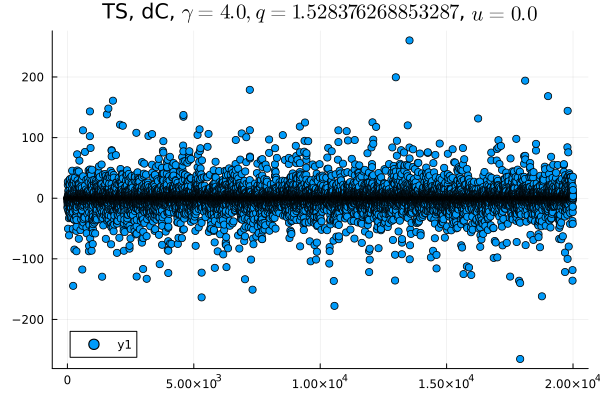 TS, dC, γ = 4.0, q = 1.528376268853287, u = 0.0
200
100
0
−100
−200
y1
0 5.00×10³ 1.00×10⁴ 1.50×10⁴ 2.00×10⁴